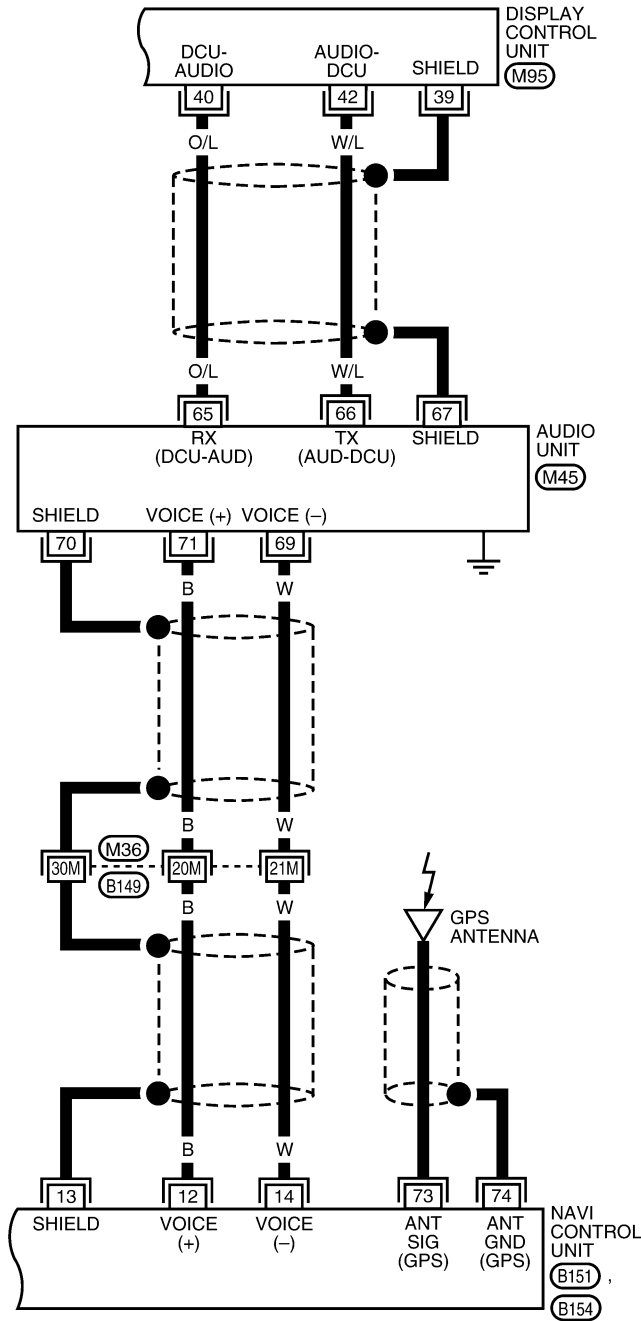 DISPLAY
CONTROL
UNIT
M95
DCU-
AUDIO
AUDIO-
DCU
SHIELD
40
42
39
O/L
W/L
O/L
W/L
65
66
67
RX
(DCU-AUD)
TX
(AUD-DCU)
SHIELD
AUDIO
UNIT
M45
SHIELD
VOICE (+)
VOICE (–)
70
71
69
B
W
B
W
M36
30M
20M
21M
B149
B
W
GPS
ANTENNA
B
W
13
12
14
73
74
SHIELD
VOICE
(+)
VOICE
(–)
ANT
SIG
(GPS)
ANT
GND
(GPS)
NAVI
CONTROL
UNIT
B151 ,
B154